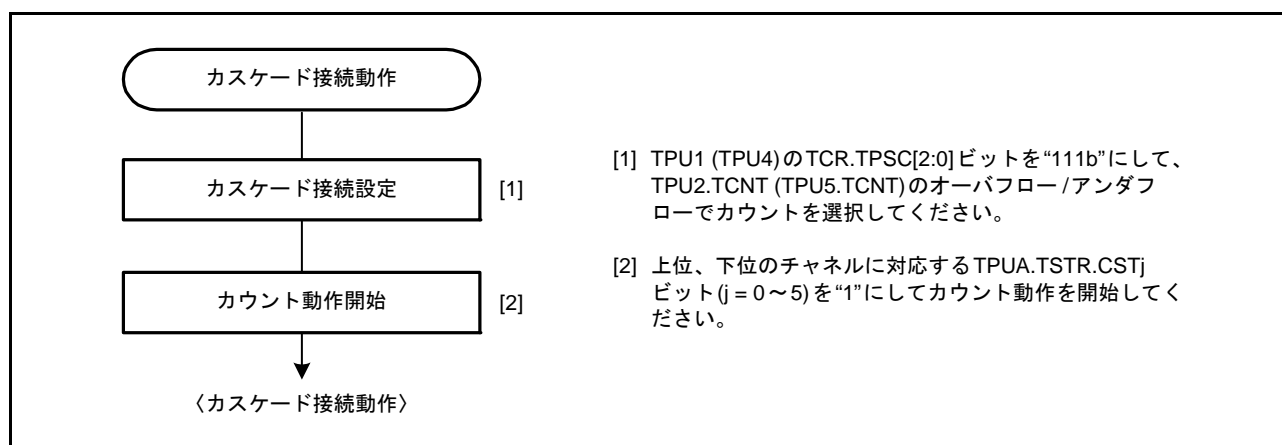 カスケード接続動作
カスケード接続設定
[1]
カウント動作開始
[2]
〈カスケード接続動作〉
[1] TPU1 (TPU4)のTCR.TPSC[2:0]ビットを“111b”にして、
TPU2.TCNT (TPU5.TCNT)のオーバフロー /アンダフ
ローでカウントを選択してください。
[2] 上位、下位のチャネルに対応するTPUA.TSTR.CSTj
ビット(j = 0～5)を“1”にしてカウント動作を開始してく
ださい。